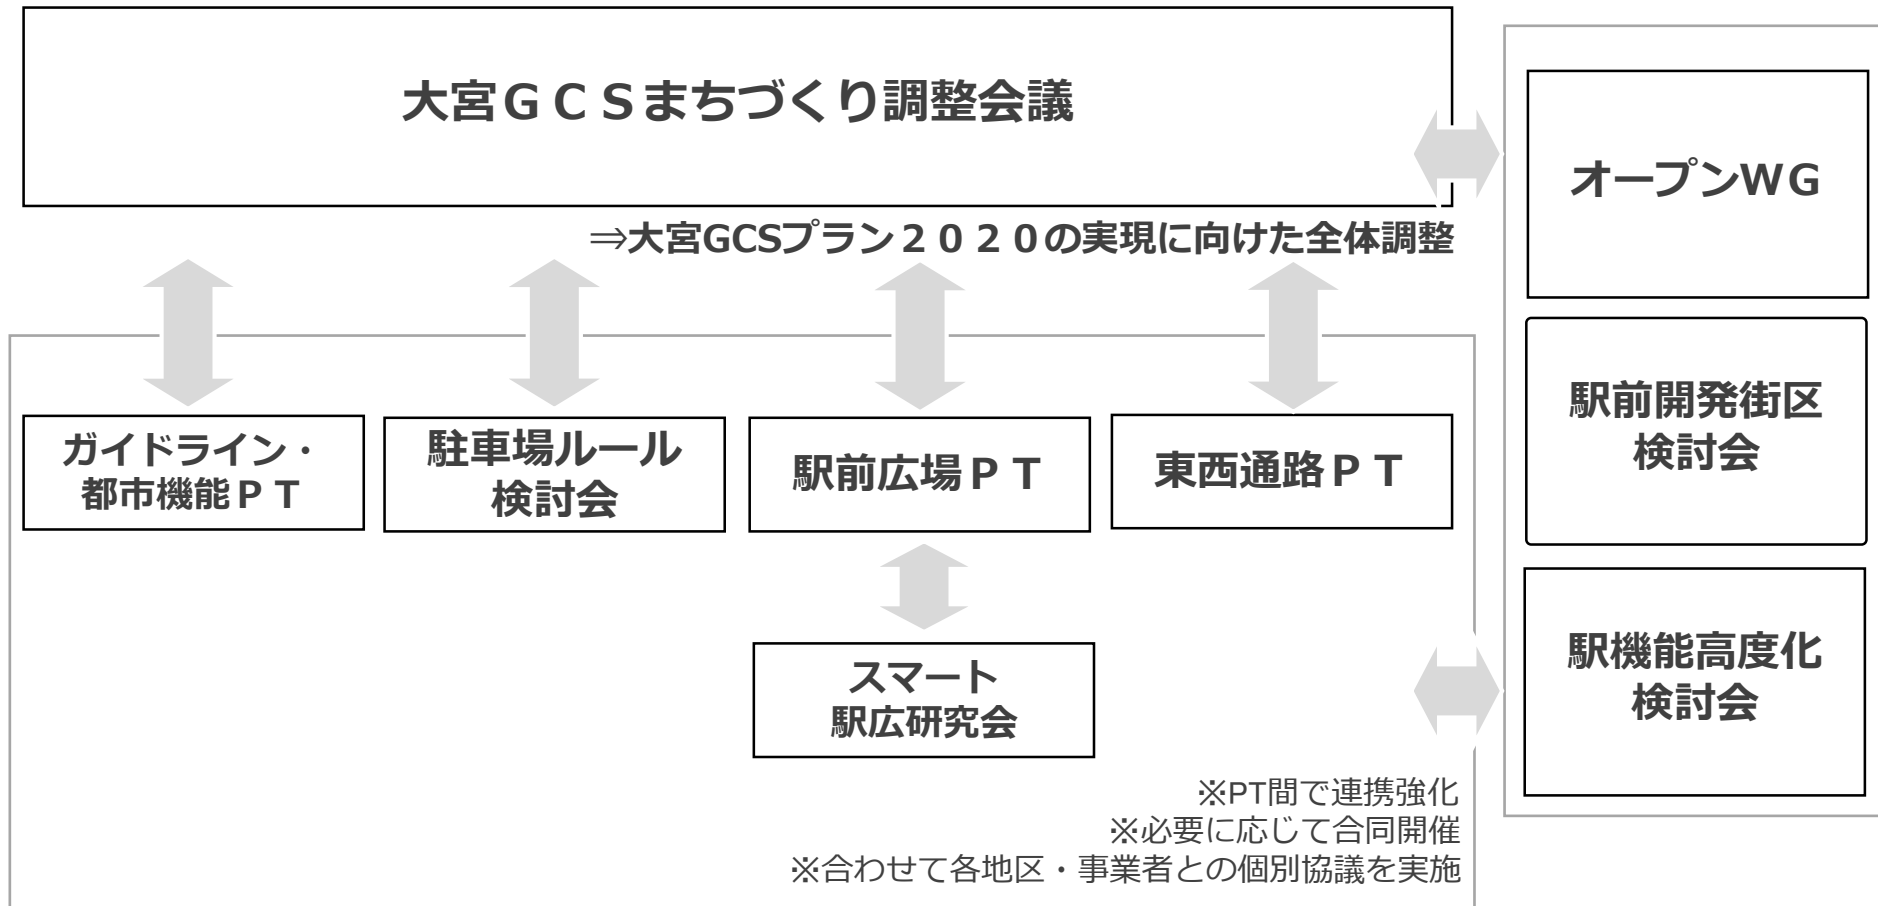 大宮ＧＣＳまちづくり調整会議
⇒大宮GCSプラン２０２０の実現に向けた全体調整
ガイドライン・
都市機能ＰＴ
駐車場ルール
検討会
駅前広場ＰＴ
東西通路ＰＴ
スマート
駅広研究会
※PT間で連携強化
※必要に応じて合同開催
※合わせて各地区・事業者との個別協議を実施
オープンＷＧ
駅前開発街区
検討会
駅機能高度化
検討会